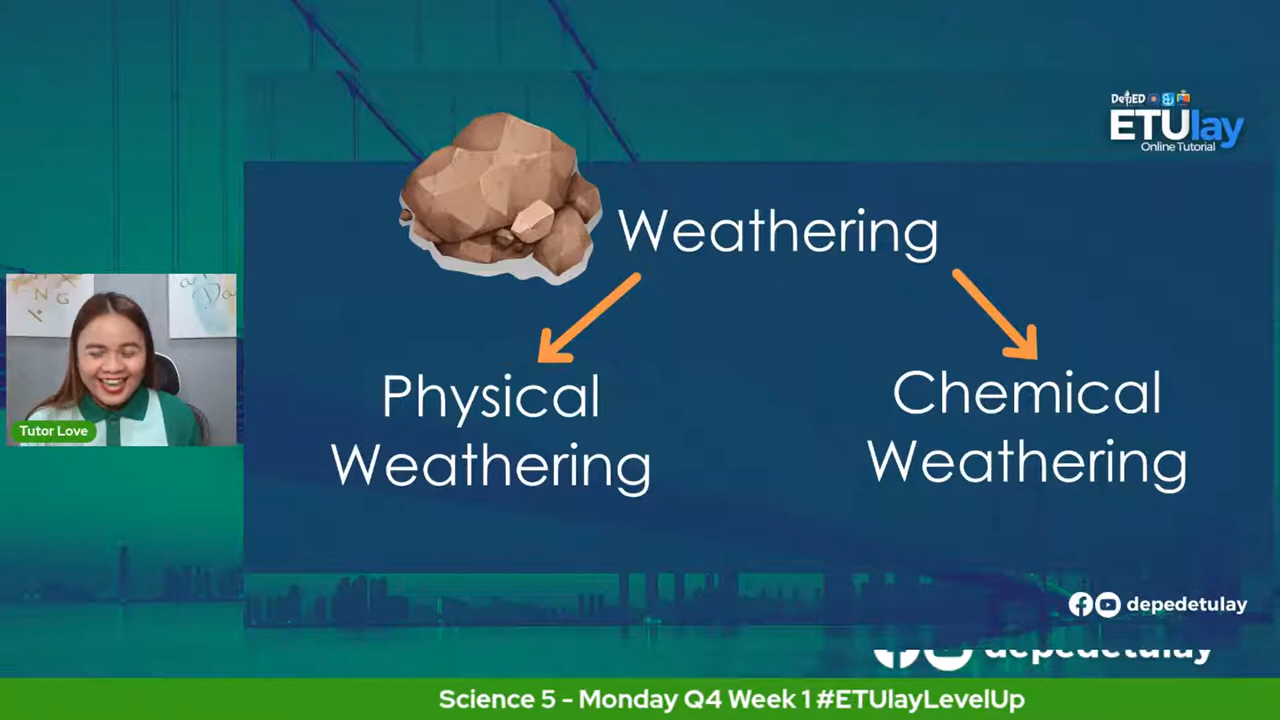 DepED
ETUlay
Online Tutorial
Weathering
Physical
Weathering
Chemical
Weathering
N G
Tutor Love
depedetulay
depedetulay
Science 5 - Monday Q4 Week 1 #ETUlayLevelUp